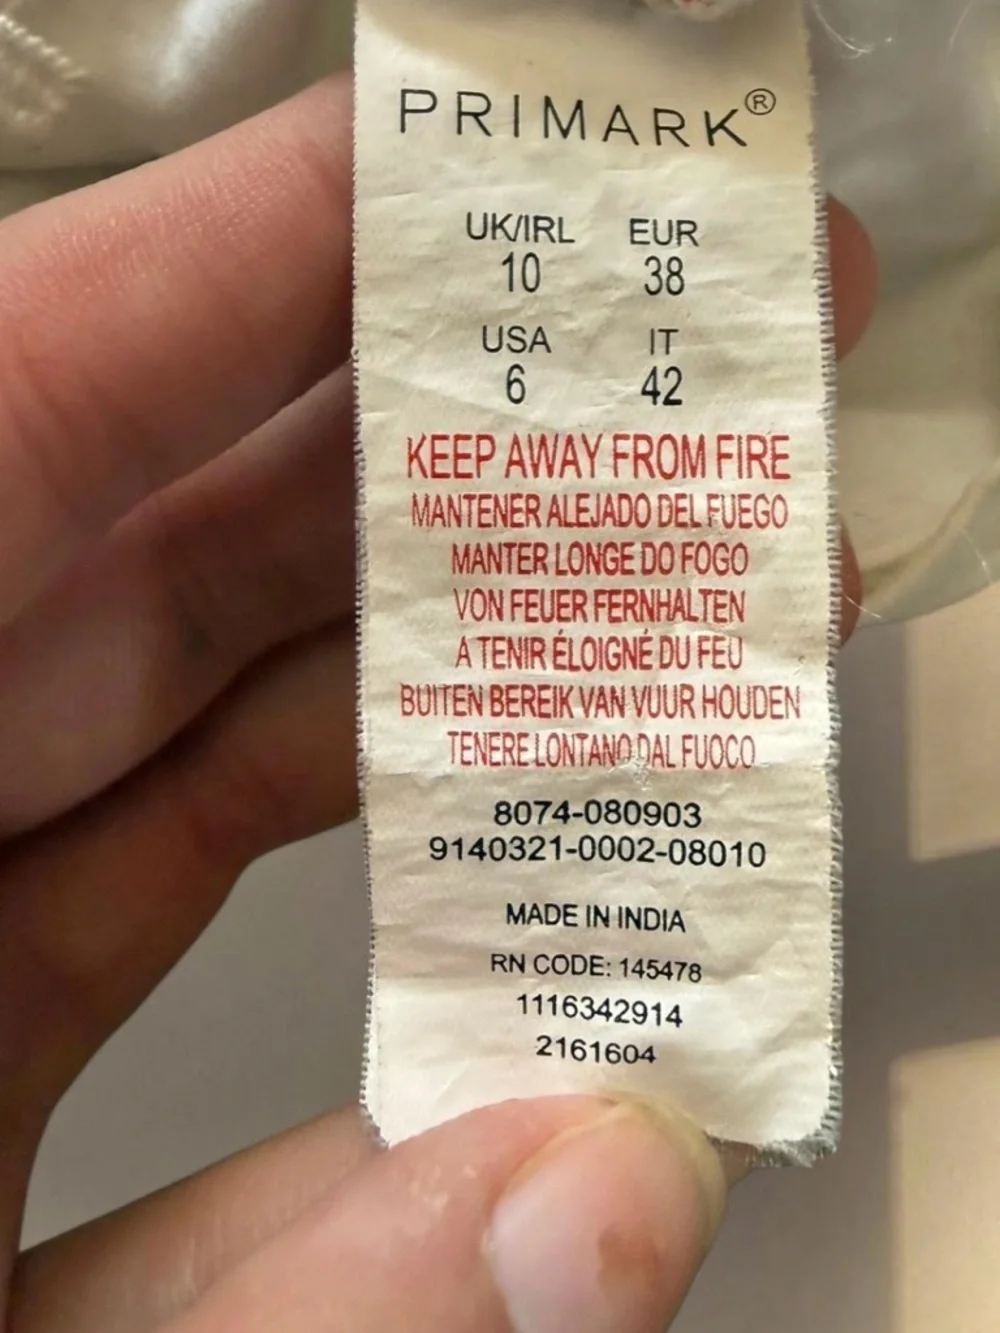 PRIMARK®
UK/IRL EUR
10 38
USA IT
6 42
KEEP AWAY FROM FIRE
MANTENER ALEJADO DEL FUEGO
MANTER LONGE DO FOGO
VON FEUER FERNHALTEN
À TENIR ÉLOIGNÉ DU FEU
BUITEN BEREIK VAN VUUR HOUDEN
TENERE LONTANO DAL FUOCO
8074-080903
9140321-0002-08010
MADE IN INDIA
RN CODE: 145478
1116342914
2161604